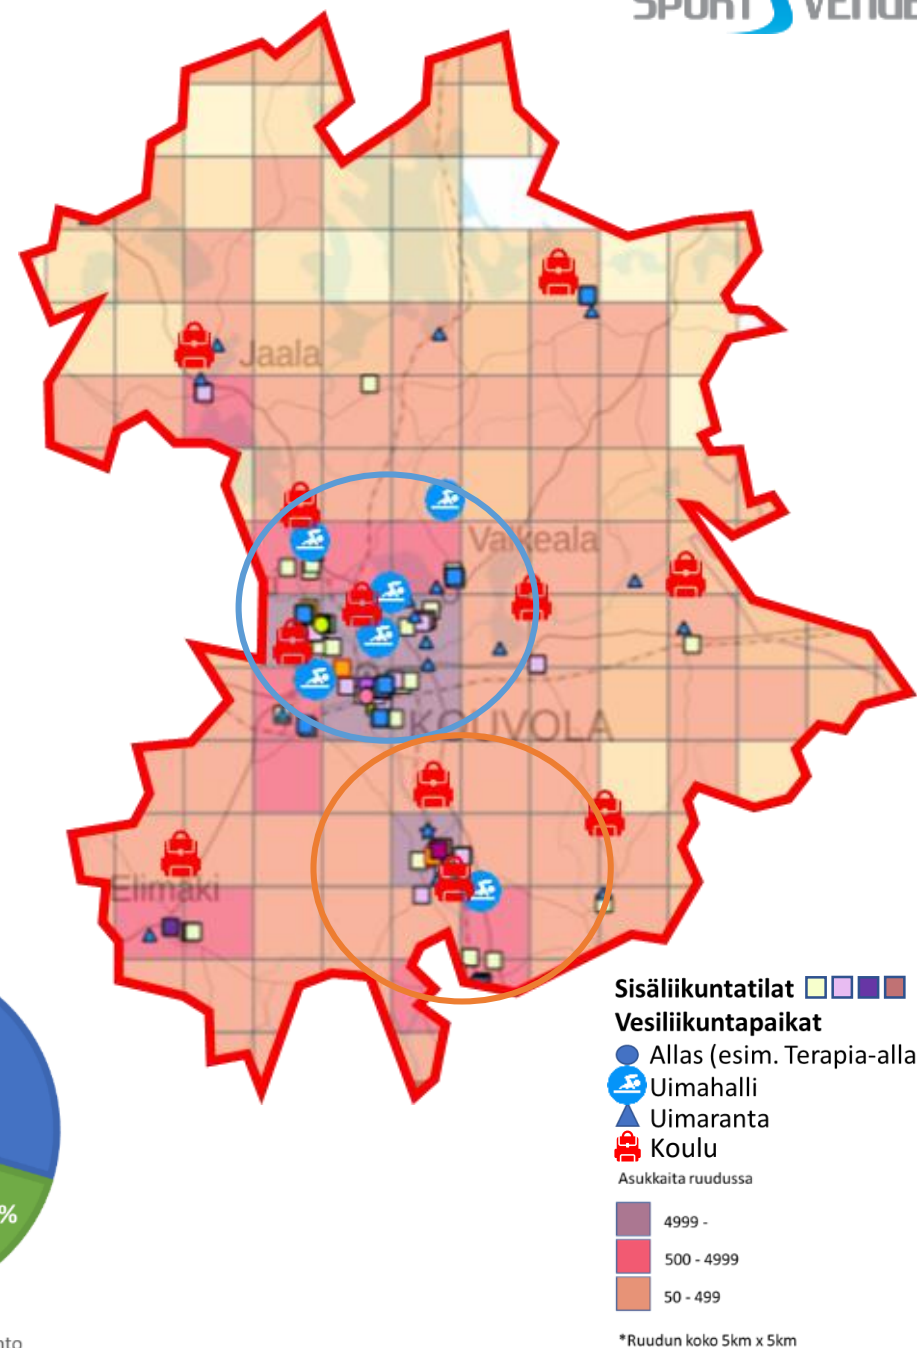 SPORT VENUE
Jaala
Valkeala
KOUVOLA
Elimäki
%
Sisäliikuntatilat
Vesiliikuntapaikat
Allas (esim. Terapia-alla
Uimahalli
Uimaranta
Koulu
Asukkaita ruudussa
4999 -
500 - 4999
50 - 499
*Ruudun koko 5km x 5km